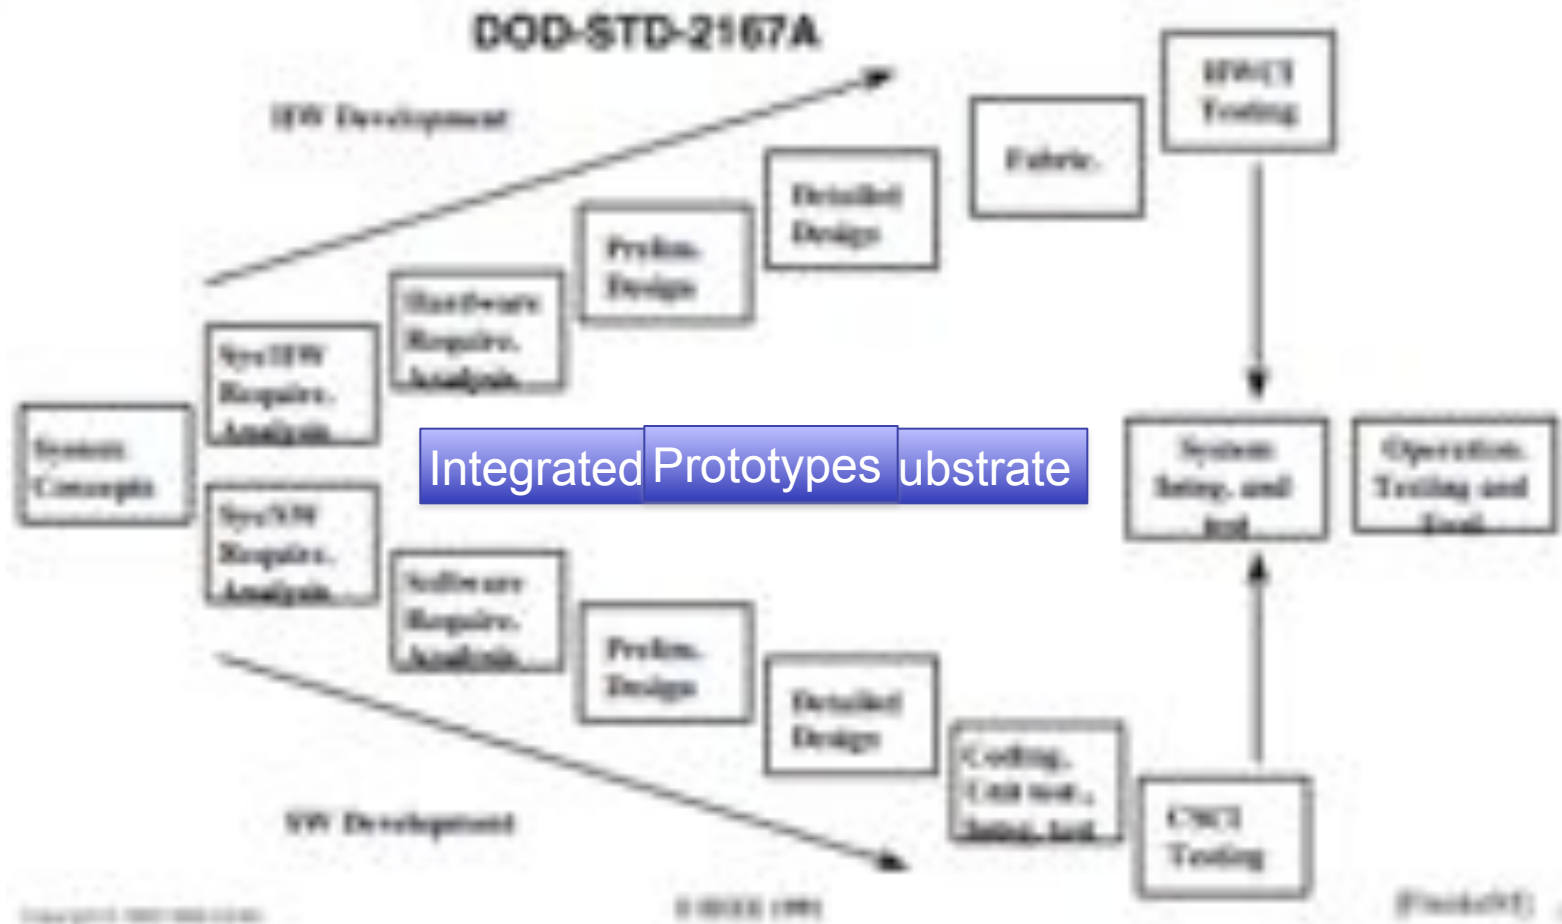 DOD-STD-2167A
HW Development
HWCI
Testing
Fabric.
Detailed
Design
Prelim.
Design
Hardware
Require.
Analysis
Sys/HW
Require.
Analysis
System
Concepts
Integrated Prototypes ubstrate
System
Integ. and
test
Operation.
Testing and
Eval
Sys/SW
Require.
Analysis
Software
Require.
Analysis
Prelim.
Design
Detailed
Design
Coding,
Unit test.,
Integ. test
CSCI
Testing
SW Development
© IEEE 1991